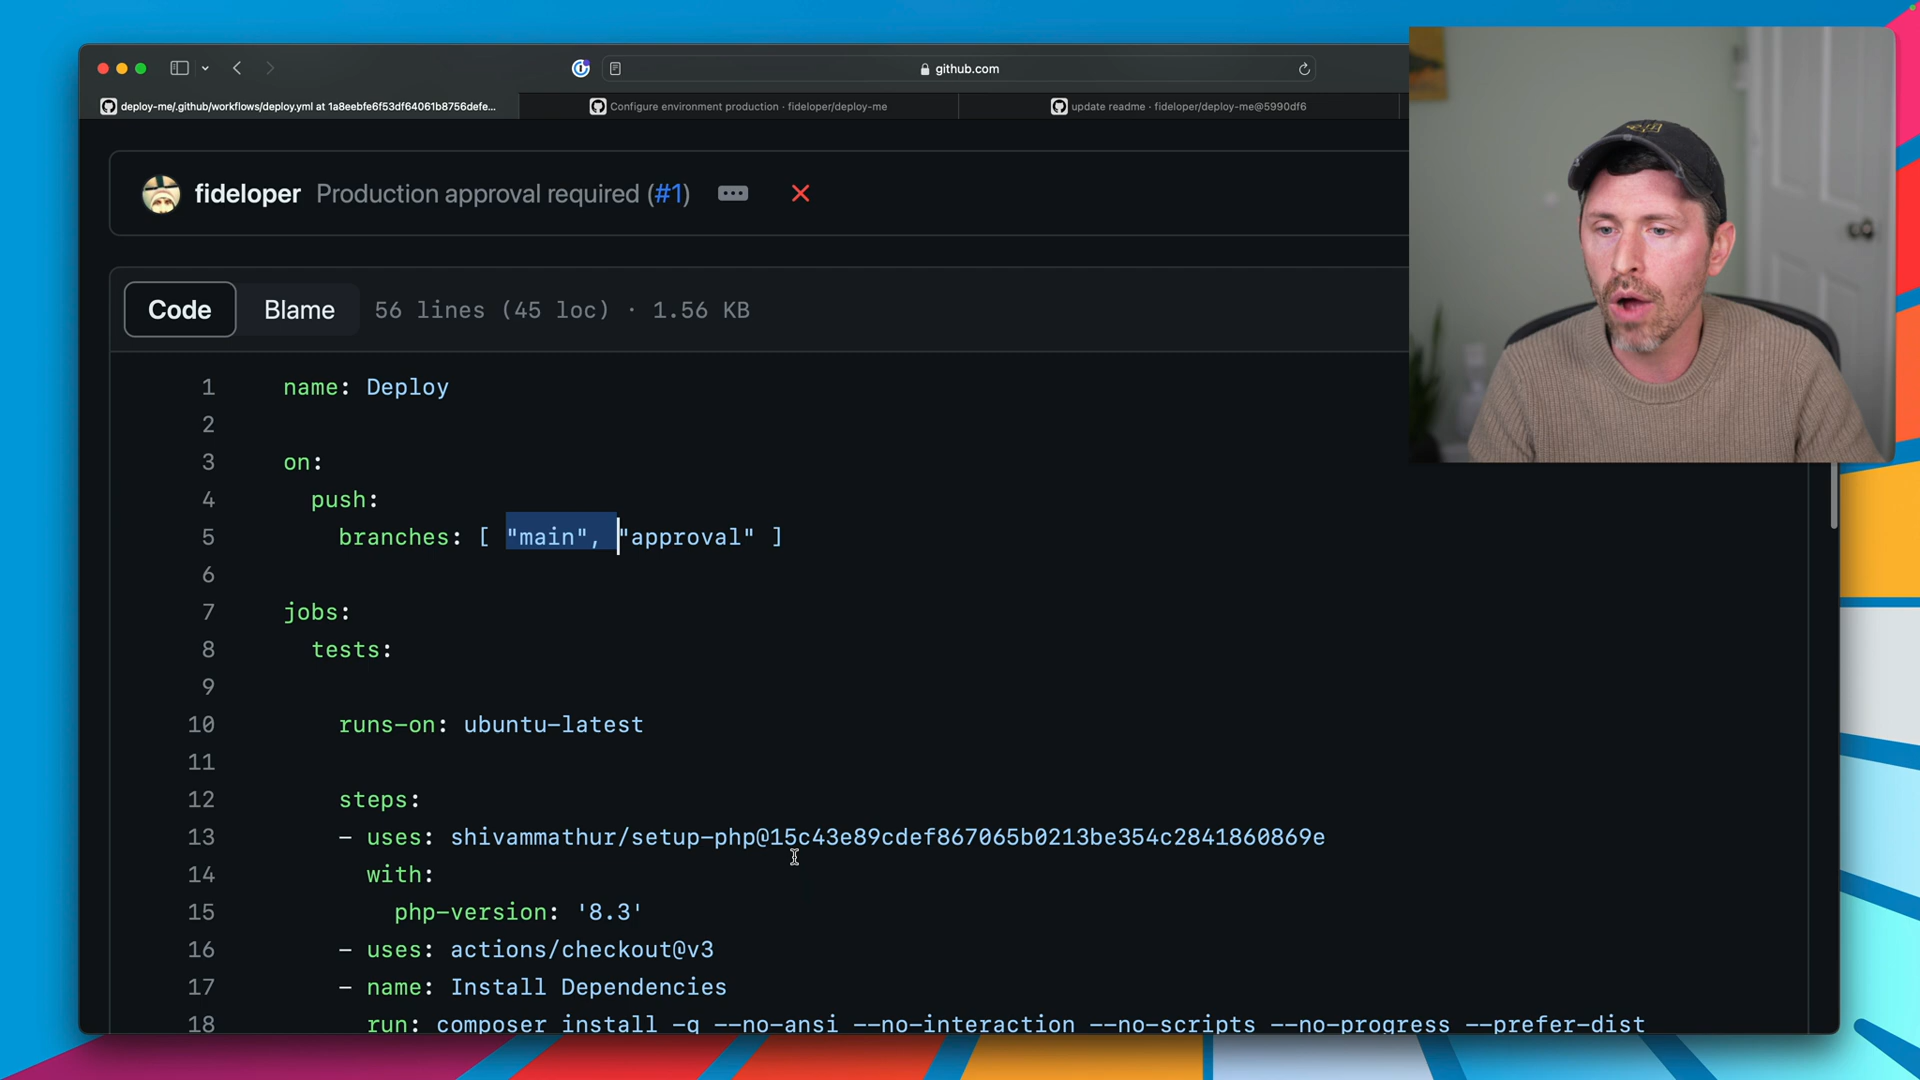 github.com
deploy-me/.github/workflows/deploy.yml at 1a8eebfe6f53df64061b8756defe...
Configure environment production · fideloper/deploy-me
update readme · fideloper/deploy-me@5990df6
fideloper Production approval required (#1)
Code Blame 56 lines (45 loc) · 1.56 KB
1 name: Deploy
2
3 on:
4 push:
5 branches: [ "main", "approval" ]
6
7 jobs:
8 tests:
9
10 runs-on: ubuntu-latest
11
12 steps:
13 - uses: shivammathur/setup-php@15c43e89cdef867065b0213be354c2841860869e
14 with:
15 php-version: '8.3'
16 - uses: actions/checkout@v3
17 - name: Install Dependencies
18 run: composer install -q --no-ansi --no-interaction --no-scripts --no-progress --prefer-dist